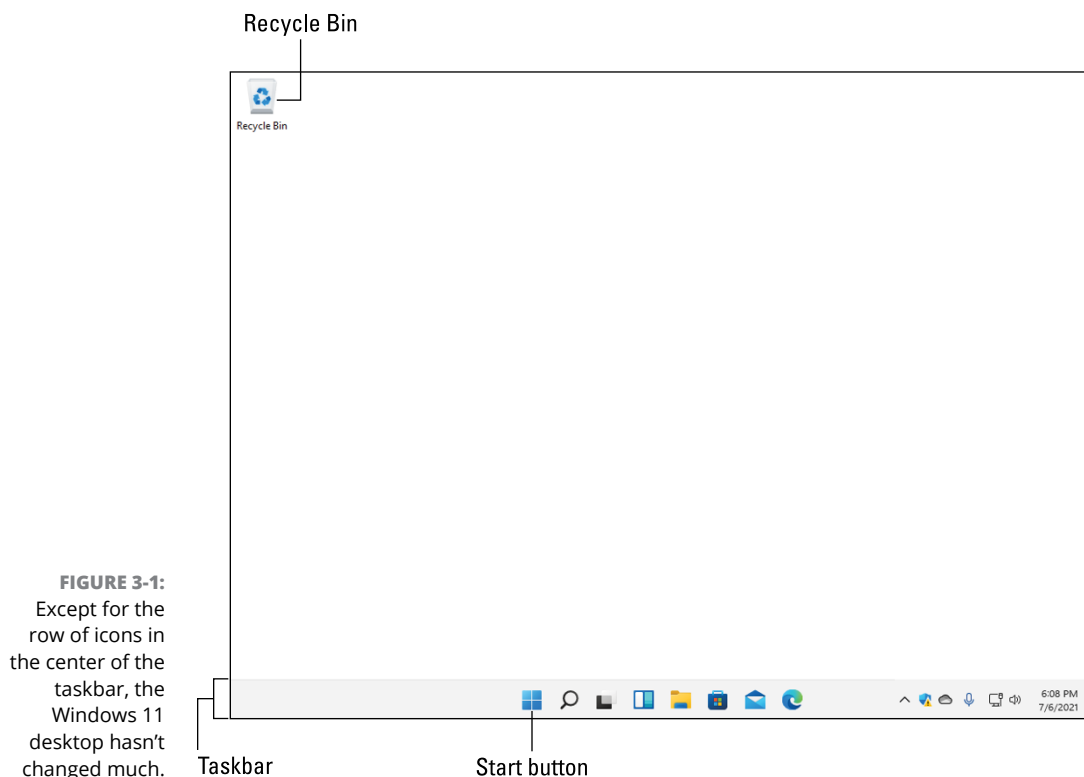 Recycle Bin
Recycle Bin
FIGURE 3-1:
Except for the
row of icons in
the center of the
taskbar, the
Windows 11
desktop hasn’t
changed much.
6:08 PM
7/6/2021
Taskbar
Start button